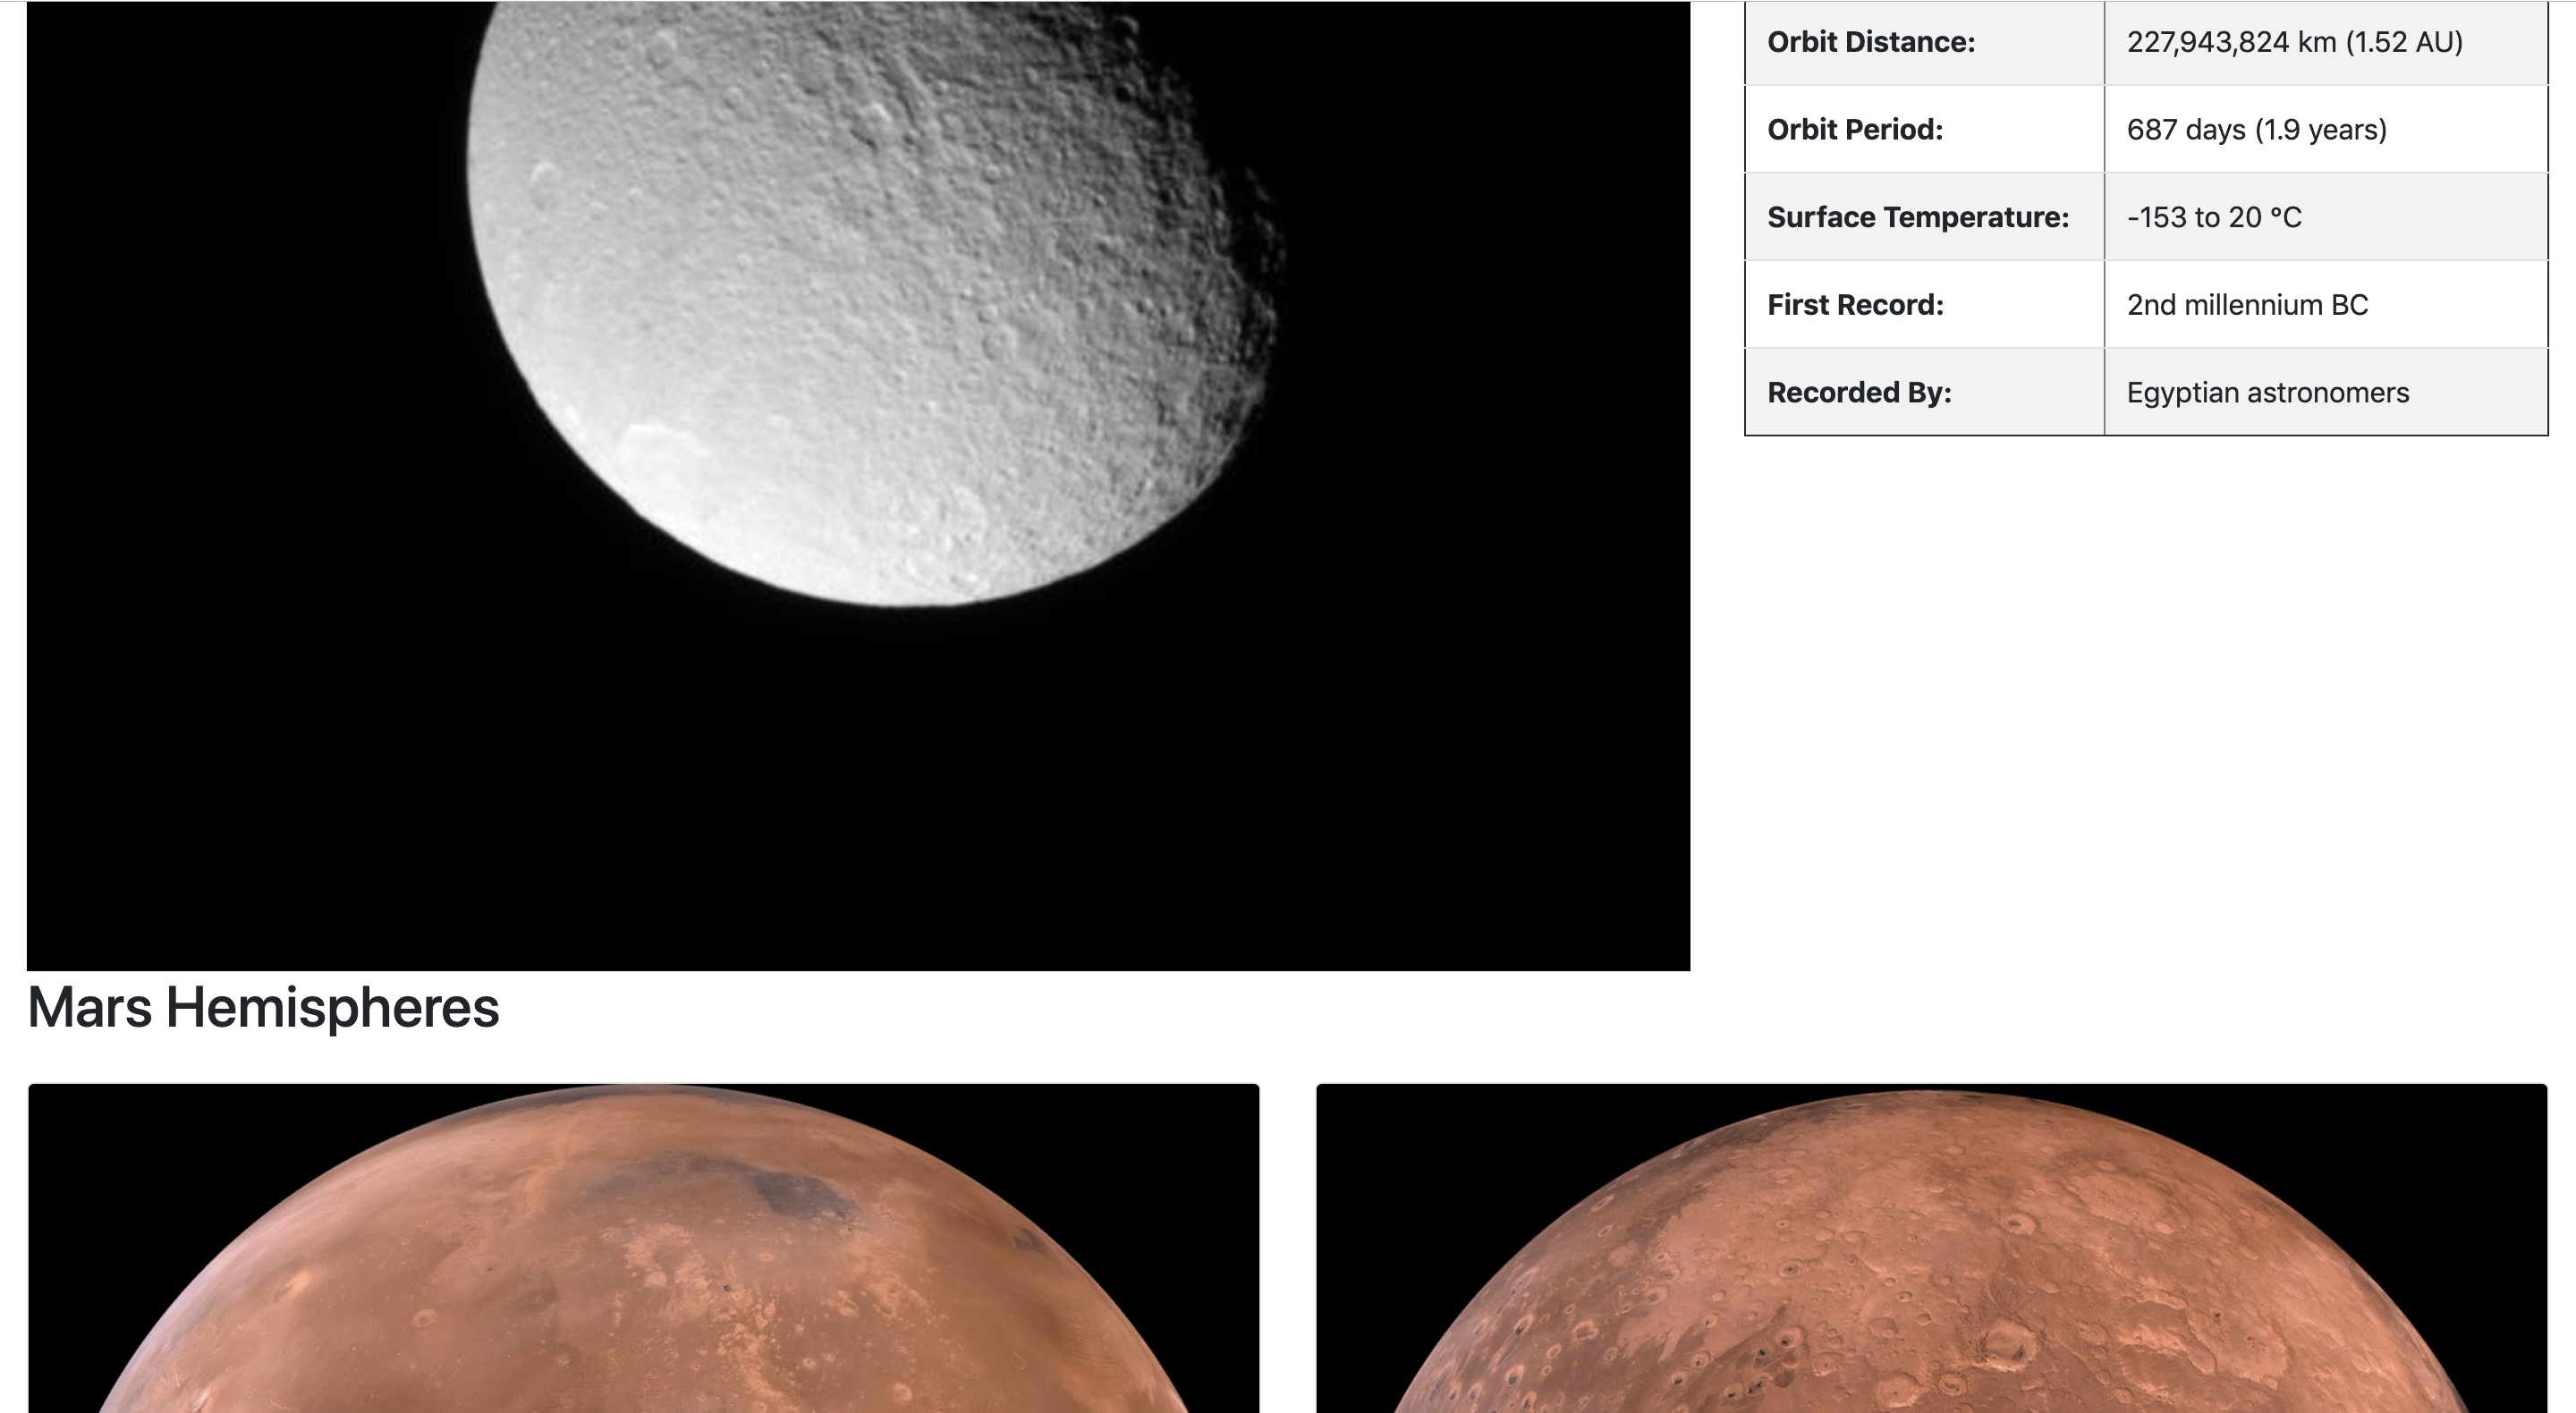 Orbit Distance: 227,943,824 km (1.52 AU)
Orbit Period: 687 days (1.9 years)
Surface Temperature: -153 to 20 °C
First Record: 2nd millennium BC
Recorded By: Egyptian astronomers
Mars Hemispheres